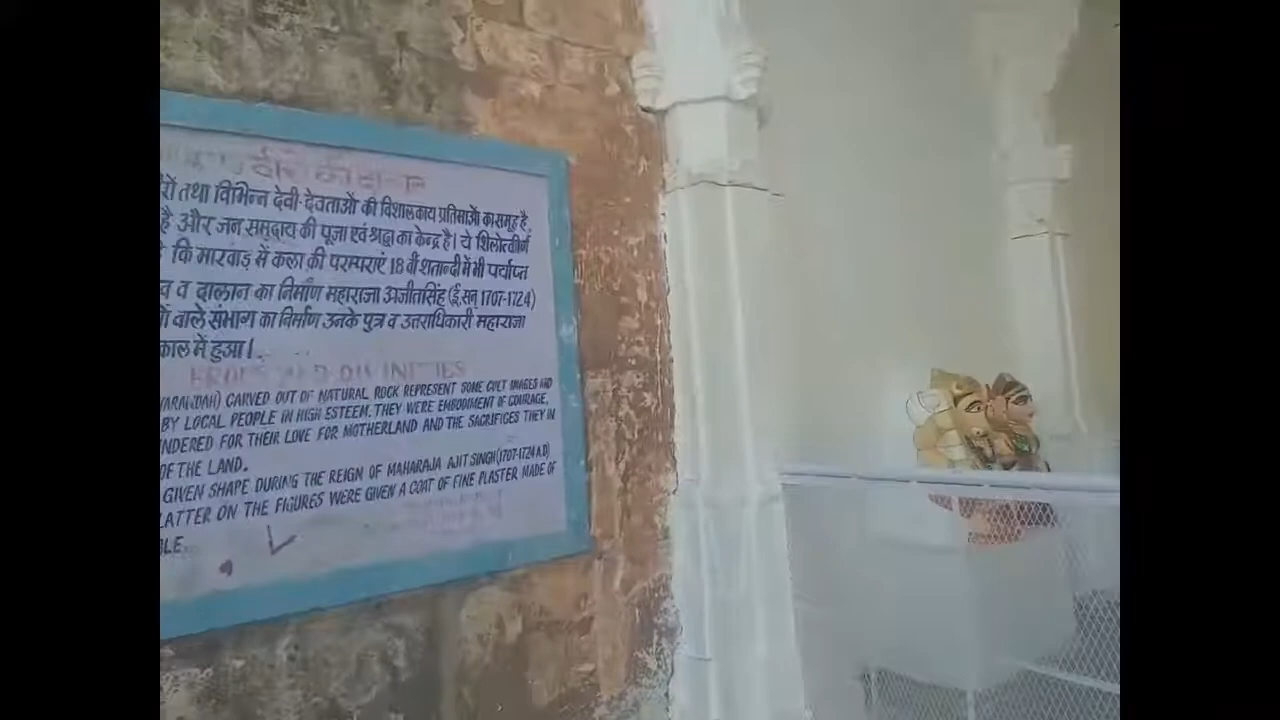 वीरों का दालान
रों तथा विभिन्न देवी-देवताओं की विशालकाय प्रतिमाओं का समूह है,
है और जन समुदाय की पूजा एवं श्रद्धा का केन्द्र है। ये शिलोत्कीर्ण
कि मारवाड़ में कला की परम्पराएं 18 वीं शताब्दी में भी पर्याप्त
व दालान का निर्माण महाराजा अजीतसिंह (ई.सन् 1707-1724)
वाले संभाग का निर्माण उनके पुत्र व उत्तराधिकारी महाराजा
काल में हुआ।
DIVINITIES
CARVED OUT OF NATURAL ROCK REPRESENT SOME CULT IMAGES AND
BY LOCAL PEOPLE IN HIGH ESTEEM. THEY WERE EMBODIMENT OF COURAGE,
NDERED FOR THEIR LOVE FOR MOTHERLAND AND THE SACRIFICES THEY IN
OF THE LAND.
GIVEN SHAPE DURING THE REIGN OF MAHARAJA AJIT SINGH (1707-1724 A.D)
LATTER ON THE FIGURES WERE GIVEN A COAT OF FINE PLASTER MADE OF
BLE.